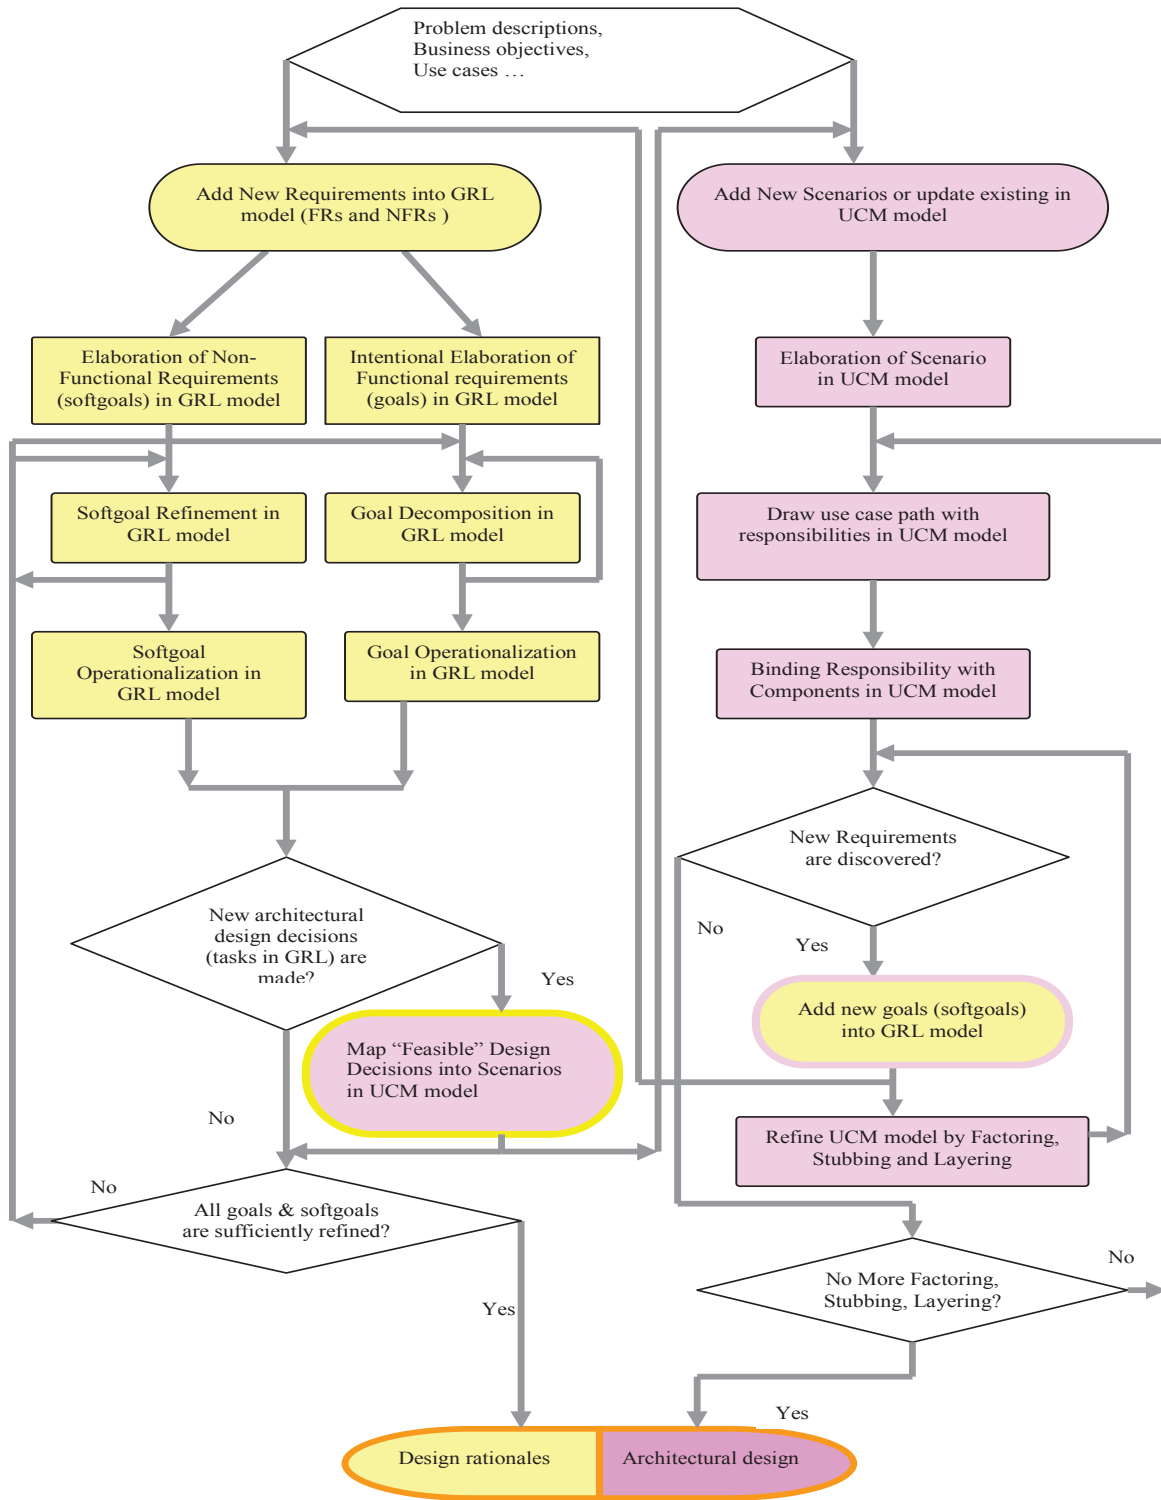 Problem descriptions,
Business objectives,
Use cases …
Add New Requirements into GRL
model (FRs and NFRs )
Add New Scenarios or update existing in
UCM model
Elaboration of Non-
Functional Requirements
(softgoals) in GRL model
Intentional Elaboration of
Functional requirements
(goals) in GRL model
Elaboration of Scenario
in UCM model
Softgoal Refinement in
GRL model
Goal Decomposition in
GRL model
Draw use case path with
responsibilities in UCM model
Softgoal
Operationalization in
GRL model
Goal Operationalization
in GRL model
Binding Responsibility with
Components in UCM model
New Requirements
are discovered?
New architectural
design decisions
(tasks in GRL) are
made?
No
Yes
Yes
Add new goals (softgoals)
into GRL model
Map “Feasible” Design
Decisions into Scenarios
in UCM model
No
Refine UCM model by Factoring,
Stubbing and Layering
No
All goals & softgoals
are sufficiently refined?
No More Factoring,
Stubbing, Layering?
No
Yes
Yes
Design rationales
Architectural design